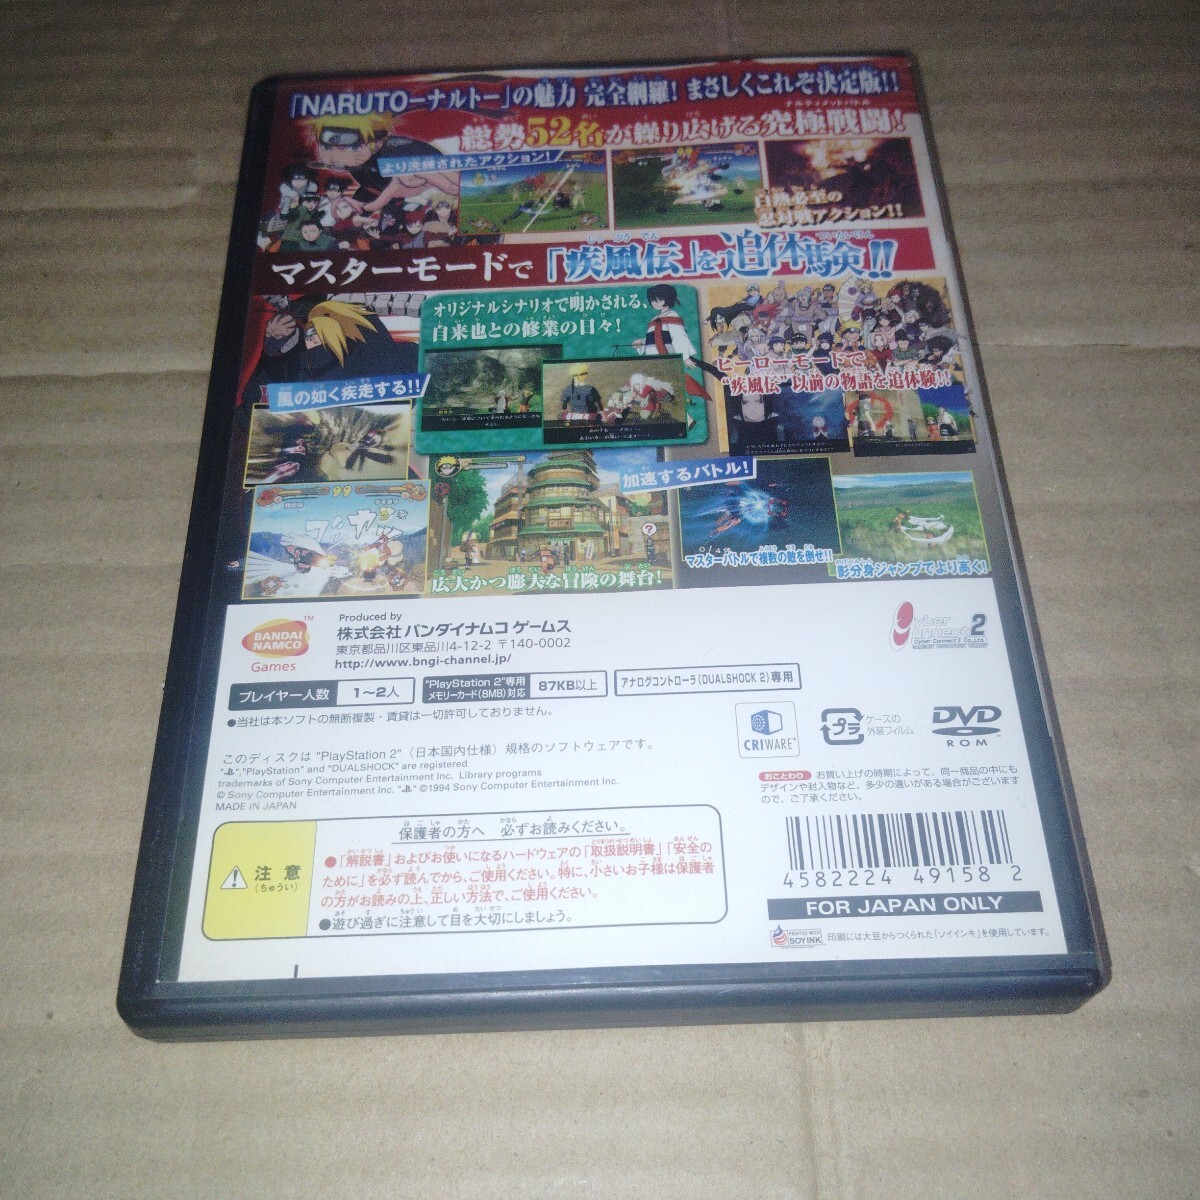 「NARUTO－ナルト－」の魅力 完全網羅! まさしくこれぞ決定版!!
総勢52名が繰り広げる究極戦闘!
ナルティメットバトル
より洗練されたアクション!
白熱必至の
忍対戦アクション!!
マスターモードで「疾風伝」を追体験!!
オリジナルシナリオで明かされる、
自来也との修業の日々!
ヒーローモードで
"疾風伝"以前の物語を追体験!!
風の如く疾走する!!
加速するバトル!
広大かつ膨大な冒険の舞台!
マスターバトルで複数の敵を倒せ!!
影分身ジャンプでより高く!
BANDAI NAMCO Games
TM
Produced by
株式会社 バンダイナムコ ゲームス
東京都品川区東品川4-12-2 〒140-0002
http://www.bngi-channel.jp/
Cyber Connect 2
プレイヤー人数 1～2人
"PlayStation 2"専用 メモリーカード(8MB)対応 87KB以上
アナログコントローラ(DUALSHOCK 2)専用
●当社は本ソフトの無断複製・賃貸は一切許可しておりません。
CRIWARE
プラ
ケースの
外装フィルム
DVD ROM
このディスクは "PlayStation 2"（日本国内仕様）規格のソフトウェアです。
"PlayStation" and "DUALSHOCK" are registered
trademarks of Sony Computer Entertainment Inc. Library programs
© Sony Computer Entertainment Inc. ©1994 Sony Computer Entertainment Inc.
MADE IN JAPAN
おことわり お買い上げの時期によって、同一商品の中にも
デザインや封入物など、多少の違いがある場合がございます
ので、ご了承ください。
注意
(ちゅうい)
保護者の方へ 必ずお読みください。
●「解説書」およびお使いになるハードウェアの「取扱説明書」「安全の
ために」を必ず読んでから、ご使用ください。特に、小さいお子様は保護者
の方がお読みの上、正しい方法で、ご使用ください。
●遊び過ぎに注意して目を大切にしましょう。
4582224 49158 2
FOR JAPAN ONLY
PRINTED WITH SOY INK
印刷には大豆からつくられた「ソイインキ」を使用しています。